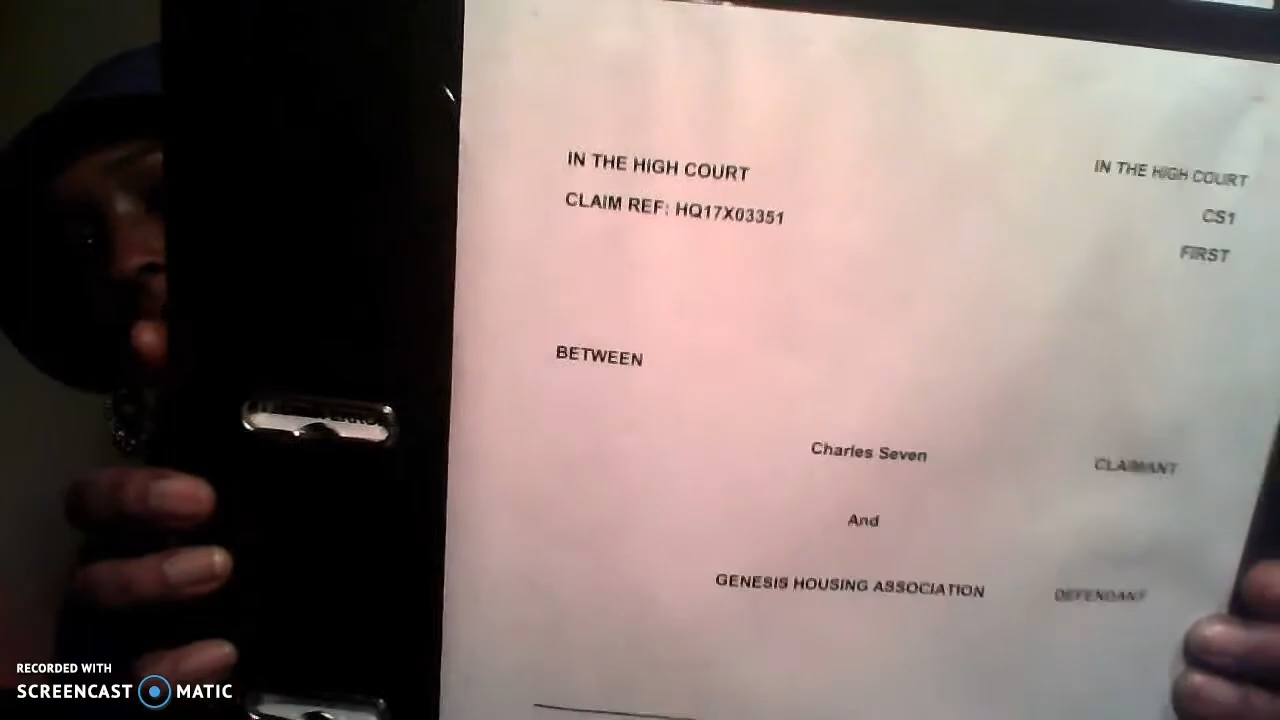 IN THE HIGH COURT
IN THE HIGH COURT
CLAIM REF: HQ17X03351
CS1
FIRST
BETWEEN
Charles Seven
CLAIMANT
And
GENESIS HOUSING ASSOCIATION
DEFENDANT
RECORDED WITH
SCREENCAST MATIC